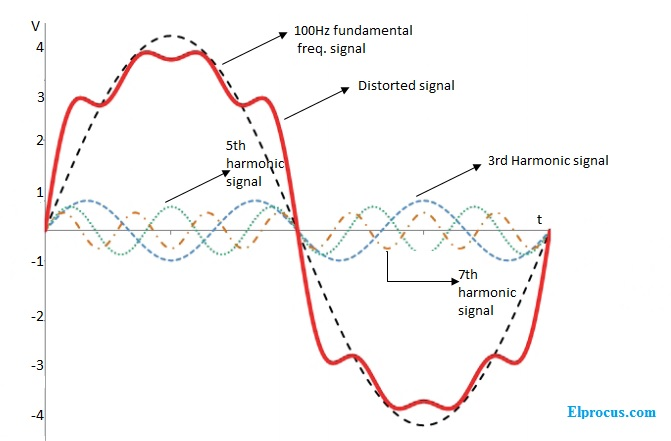 V
100Hz fundamental
freq. signal
4
Distorted signal
3
2
5th
harmonic
signal
3rd Harmonic signal
1
t
0
-1
7th
harmonic
signal
-2
-3
-4
Elprocus.com